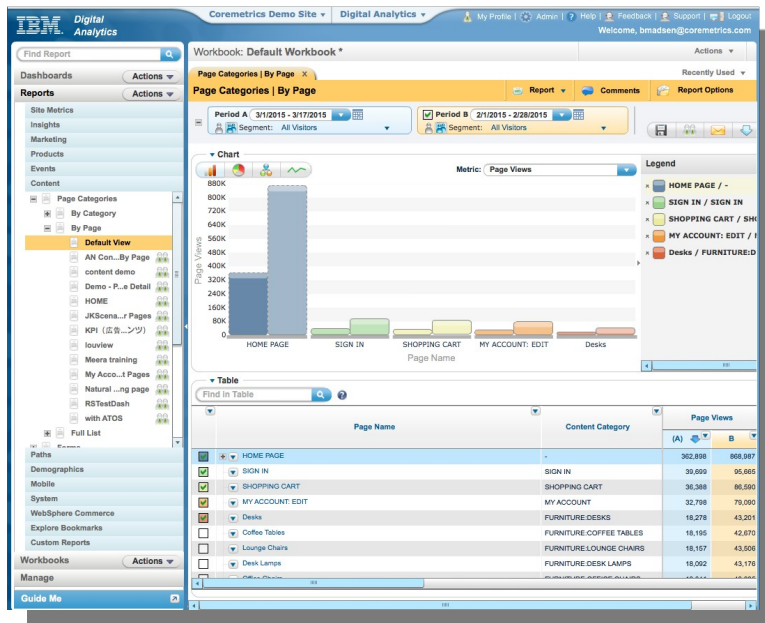 IBM. Digital Analytics
Coremetrics Demo Site ▾ Digital Analytics ▾
My Profile | Admin | Help | Feedback | Support | Logout
Welcome, bmadsen@coremetrics.com
Find Report
Dashboards Actions
Reports Actions
Site Metrics
Insights
Marketing
Products
Events
Content
Page Categories
By Category
By Page
Default View
AN Con...By Page
content demo
Demo - P...e Detail
HOME
JKScena...r Pages
KPI（広告...ンツ）
louview
Meera training
My Acco...t Pages
Natural ...ng page
RSTestDash
with ATOS
Full List
Paths
Demographics
Mobile
System
WebSphere Commerce
Explore Bookmarks
Custom Reports
Workbooks Actions
Manage
Guide Me
Workbook: Default Workbook *
Actions
Page Categories | By Page X
Recently Used
Page Categories | By Page
Report Comments Report Options
Period A 3/1/2015 - 3/17/2015
Segment: All Visitors
Period B 2/1/2015 - 2/28/2015
Segment: All Visitors
Chart
Metric: Page Views
Legend
HOME PAGE / -
SIGN IN / SIGN IN
SHOPPING CART / SH
MY ACCOUNT: EDIT /
Desks / FURNITURE:D
880K
800K
720K
640K
560K
480K
400K
320K
240K
160K
80K
0
Page Views
HOME PAGE SIGN IN SHOPPING CART MY ACCOUNT: EDIT Desks
Page Name
Table
Find in Table
Page Name Content Category Page Views
(A) B
HOME PAGE - 362,898 868,987
SIGN IN SIGN IN 39,699 95,665
SHOPPING CART SHOPPING CART 36,388 86,590
MY ACCOUNT: EDIT MY ACCOUNT 32,798 79,090
Desks FURNITURE:DESKS 18,278 43,201
Coffee Tables FURNITURE:COFFEE TABLES 18,195 42,670
Lounge Chairs FURNITURE:LOUNGE CHAIRS 18,157 43,506
Desk Lamps FURNITURE:DESK LAMPS 18,092 43,176